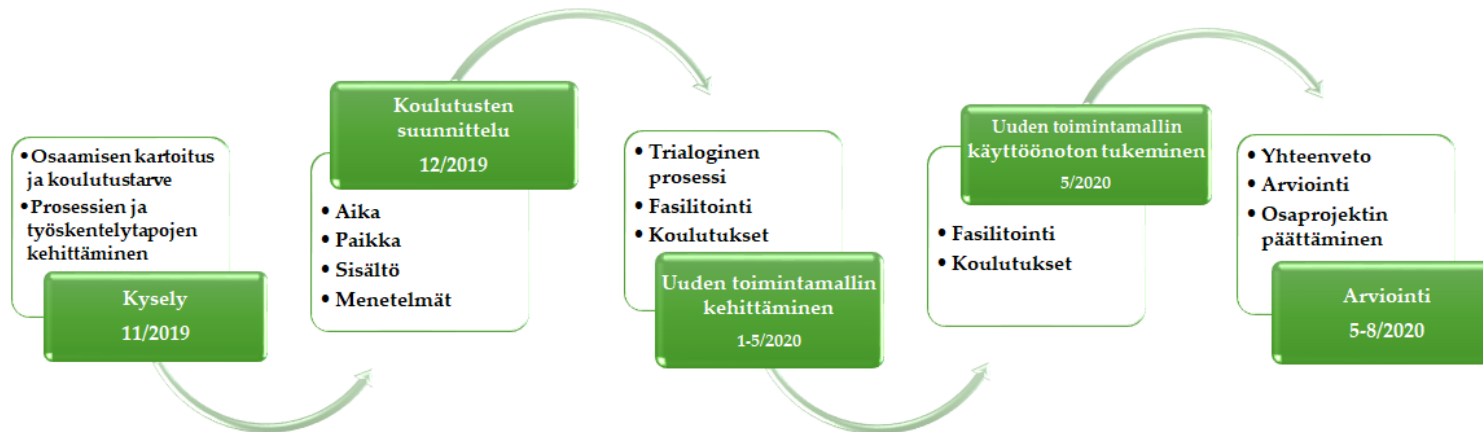 •Osaamisen kartoitus
ja koulutustarve
•Prosessien ja
työskentelytapojen
kehittäminen
Kysely
11/2019
Koulutusten
suunnittelu
12/2019
• Aika
• Paikka
• Sisältö
• Menetelmät
• Trialoginen
prosessi
• Fasilitointi
• Koulutukset
Uuden toimintamallin
kehittäminen
1-5/2020
Uuden toimintamallin
käyttöönoton tukeminen
5/2020
• Fasilitointi
• Koulutukset
• Yhteenveto
• Arviointi
• Osaprojektin
päättäminen
Arviointi
5-8/2020